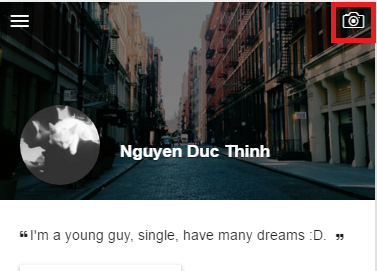 Nguyen Duc Thinh
❝I'm a young guy, single, have many dreams :D. ❞